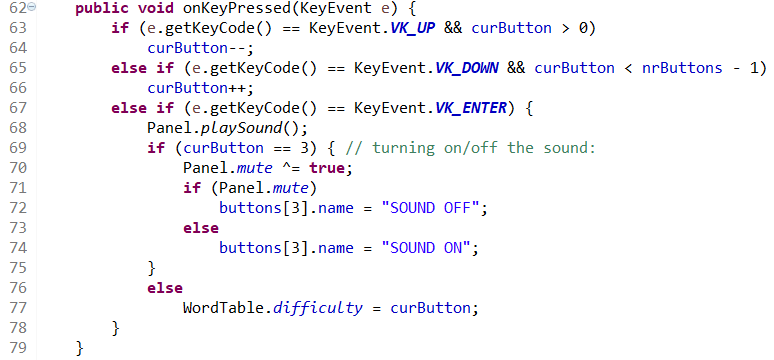 62 public void onKeyPressed(KeyEvent e) {
63 if (e.getKeyCode() == KeyEvent.VK_UP && curButton > 0)
64 curButton--;
65 else if (e.getKeyCode() == KeyEvent.VK_DOWN && curButton < nrButtons - 1)
66 curButton++;
67 else if (e.getKeyCode() == KeyEvent.VK_ENTER) {
68 Panel.playSound();
69 if (curButton == 3) { // turning on/off the sound:
70 Panel.mute ^= true;
71 if (Panel.mute)
72 buttons[3].name = "SOUND OFF";
73 else
74 buttons[3].name = "SOUND ON";
75 }
76 else
77 WordTable.difficulty = curButton;
78 }
79 }